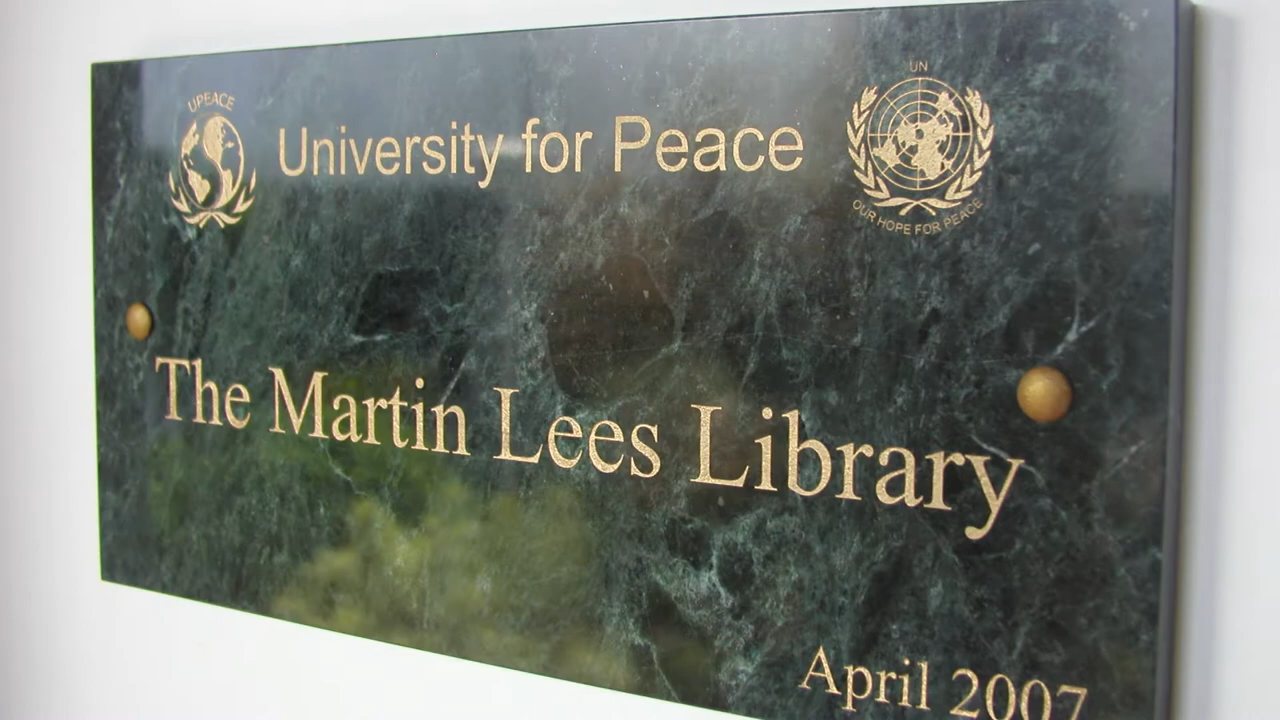 UPEACE
University for Peace
UN
OUR HOPE FOR PEACE
The Martin Lees Library
April 2007